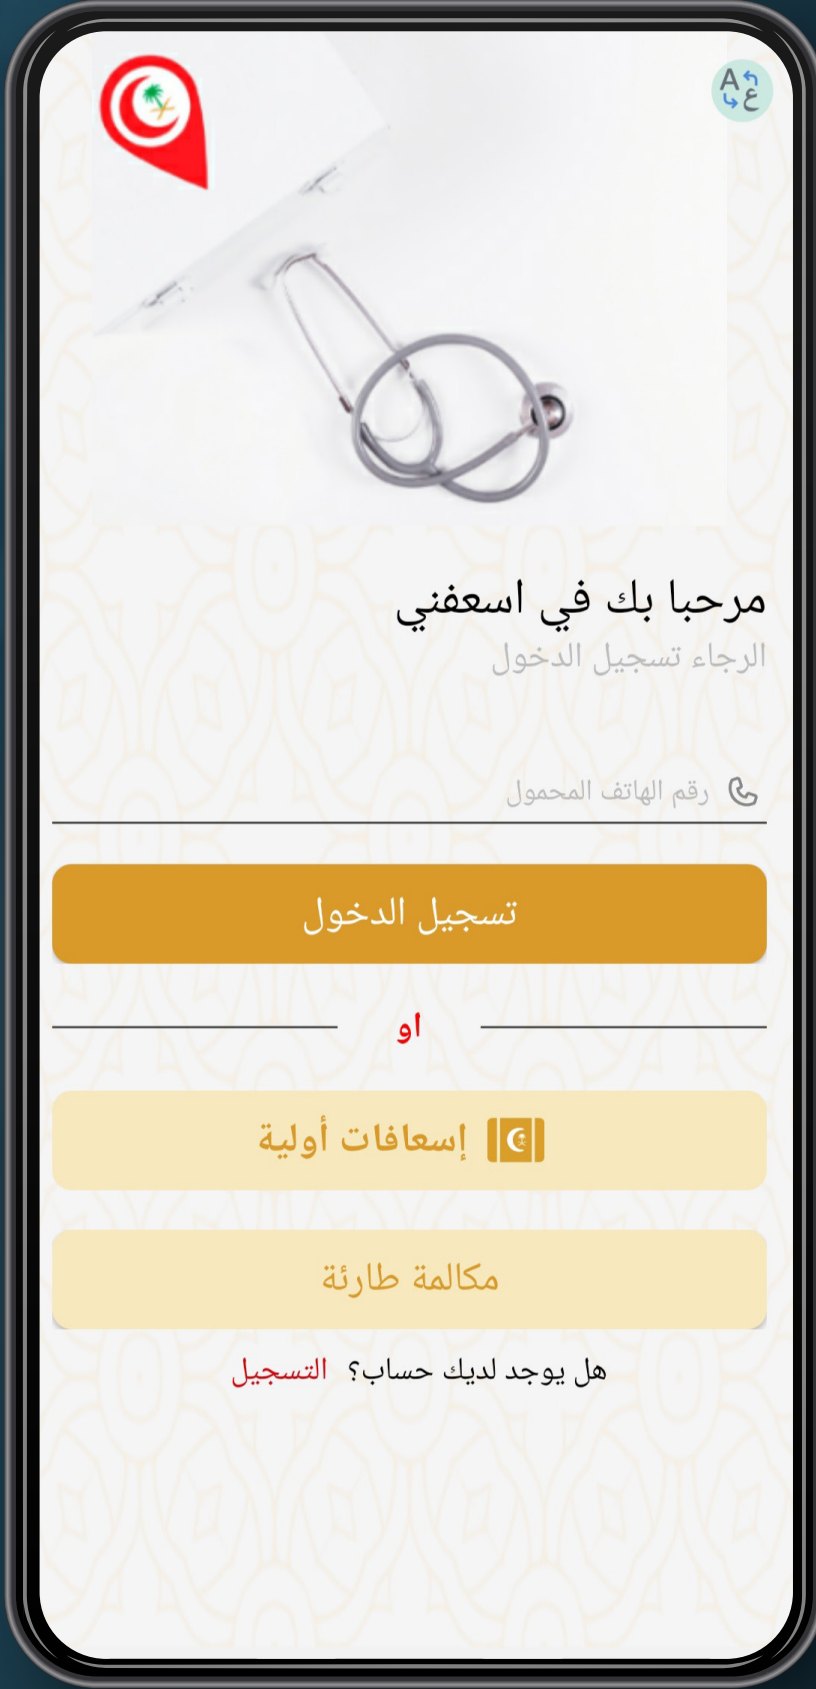 A ع
مرحبا بك في اسعفني
الرجاء تسجيل الدخول
رقم الهاتف المحمول
تسجيل الدخول
او
إسعافات أولية
مكالمة طارئة
هل يوجد لديك حساب؟ التسجيل